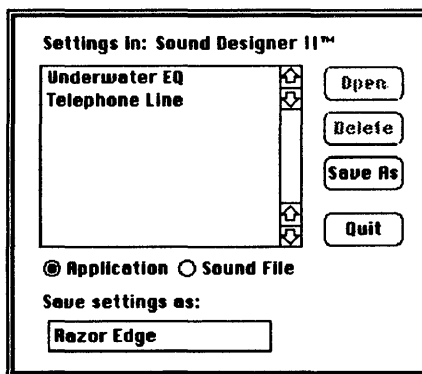 Settings in: Sound Designer II™
Underwater EQ
Telephone Line
Open
Delete
Save As
Quit
Application
Sound File
Save settings as:
Razor Edge